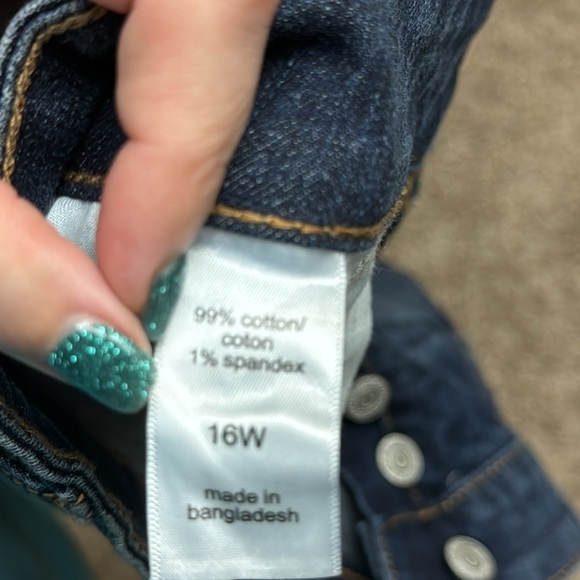 99% cotton/
coton
1% spandex
16W
made in
bangladesh